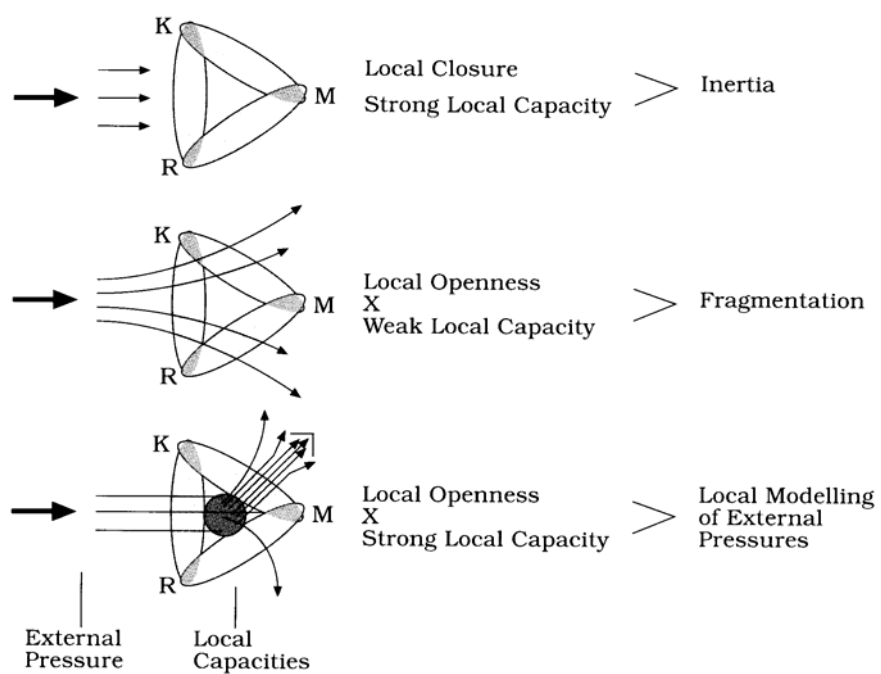 K
Local Closure
Inertia
M
Strong Local Capacity
R
K
Local Openness
M
X
Fragmentation
Weak Local Capacity
R
K
Local Openness
Local Modelling
M
X
of External
Strong Local Capacity
Pressures
R
External
Local
Pressure
Capacities